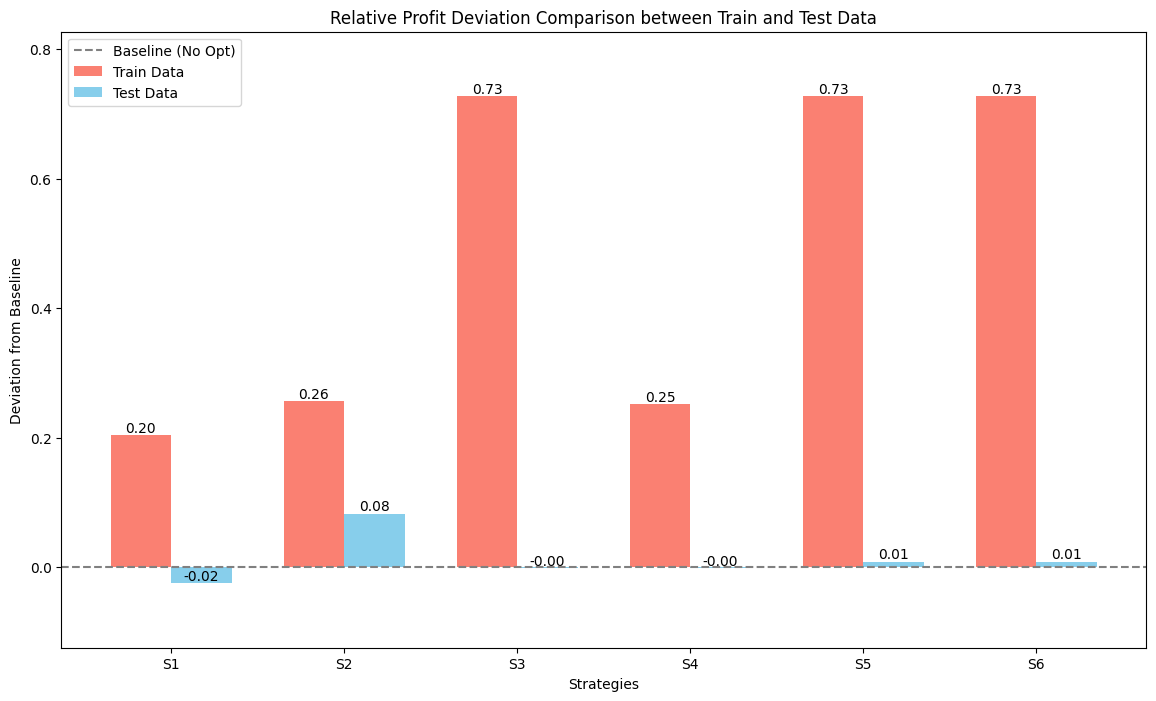 Relative Profit Deviation Comparison between Train and Test Data
Baseline (No Opt)
Train Data
Test Data
Deviation from Baseline
0.8
0.6
0.4
0.2
0.0
0.20
-0.02
0.26
0.08
0.73
-0.00
0.25
-0.00
0.73
0.01
0.73
0.01
S1
S2
S3
S4
S5
S6
Strategies